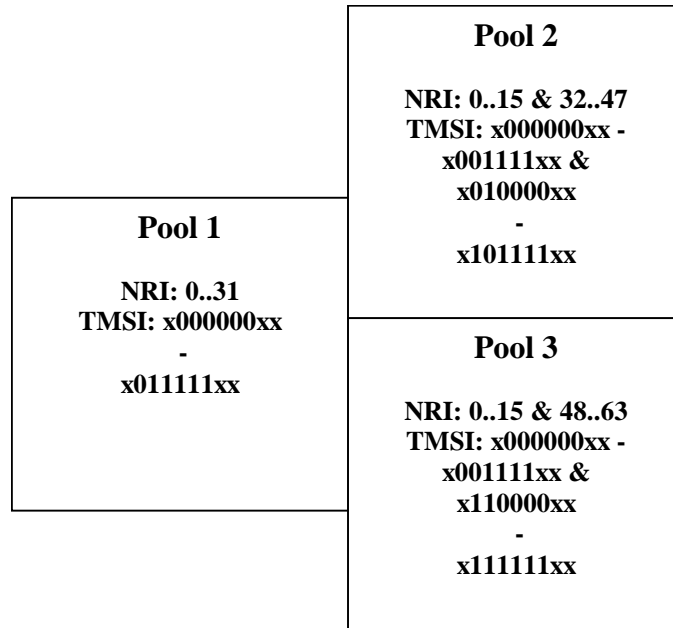 Pool 2
NRI: 0..15 & 32..47
TMSI: x000000xx -
x001111xx &
x010000xx
-
x101111xx
Pool 1
NRI: 0..31
TMSI: x000000xx
-
x011111xx
Pool 3
NRI: 0..15 & 48..63
TMSI: x000000xx -
x001111xx &
x110000xx
-
x111111xx